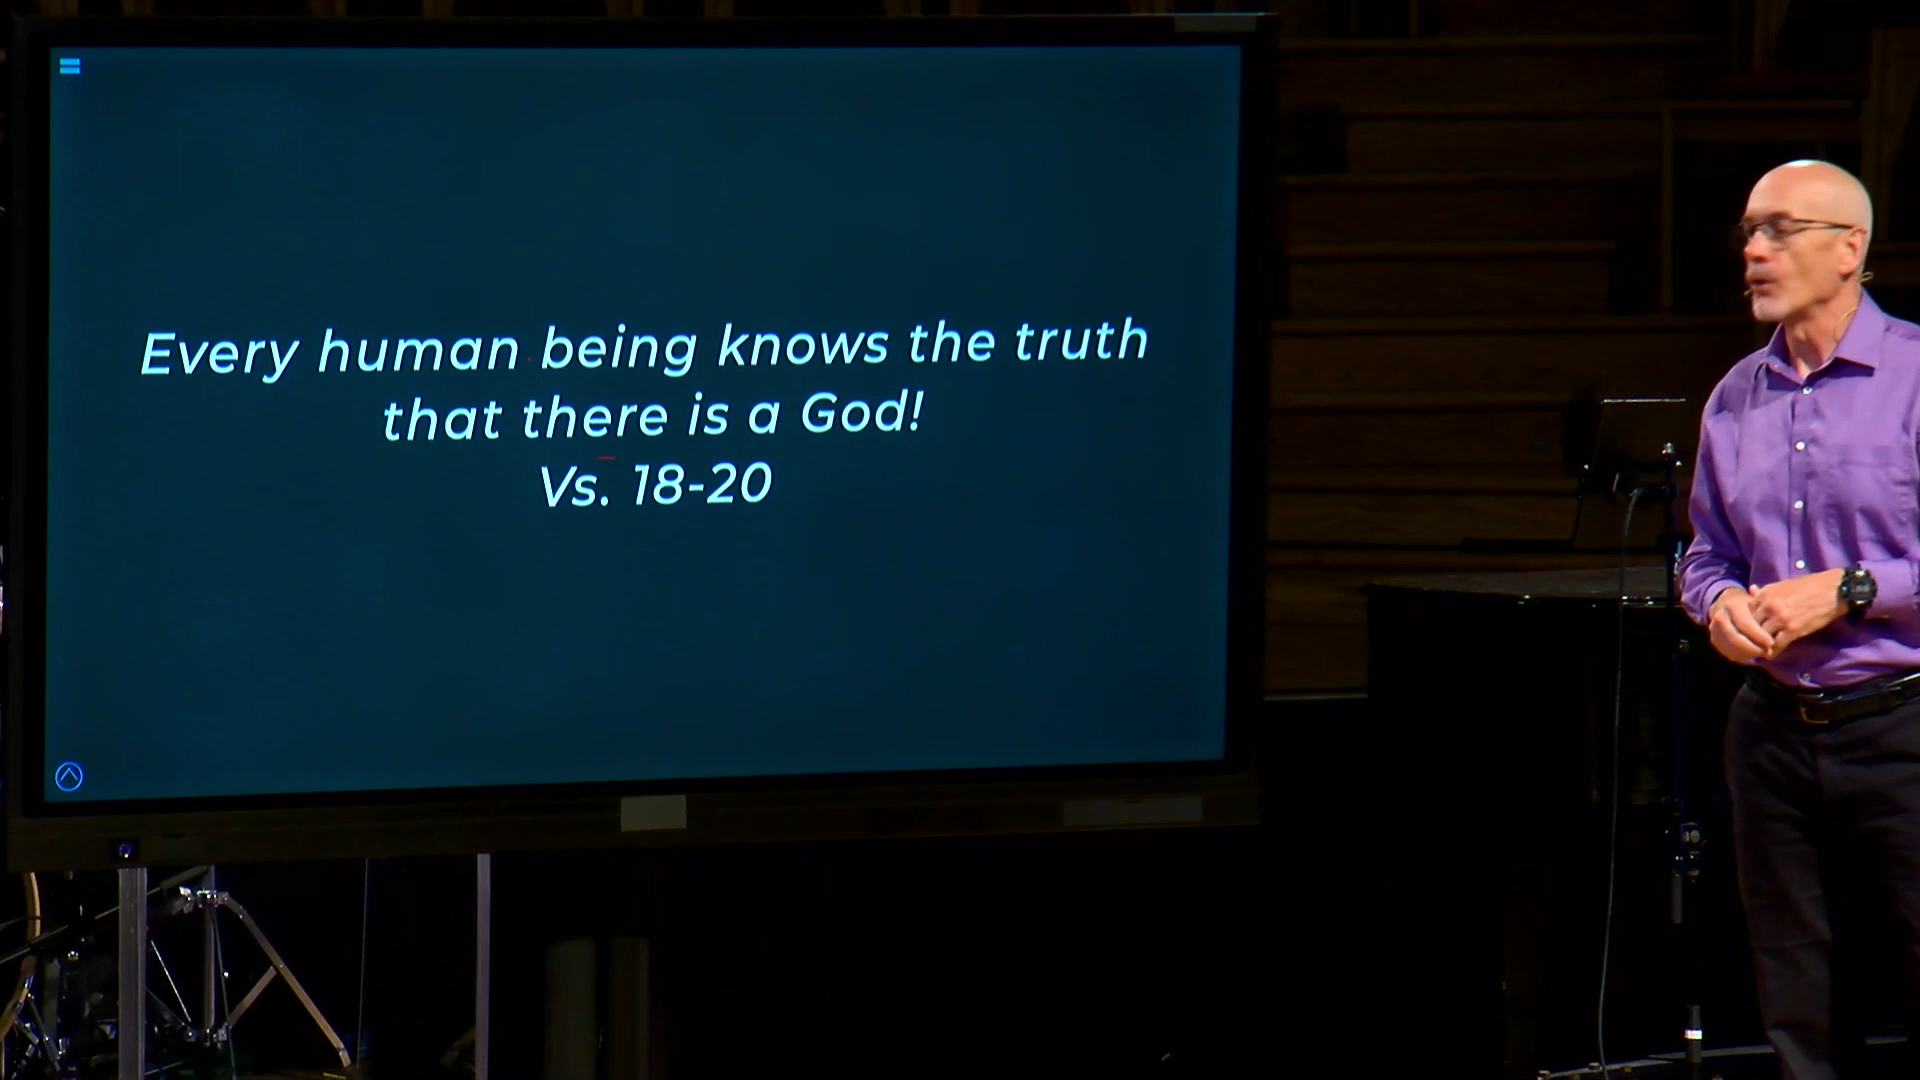 Every human being knows the truth
that there is a God!
Vs. 18-20